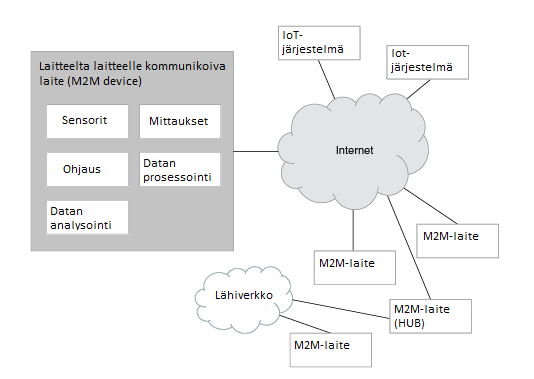 IoT-
järjestelmä
Iot-
järjestelmä
Laitteelta laitteelle kommunikoiva
laite (M2M device)
Sensorit
Mittaukset
Ohjaus
Datan
prosessointi
Datan
analysointi
Internet
M2M-laite
M2M-laite
Lähiverkko
M2M-laite
(HUB)
M2M-laite